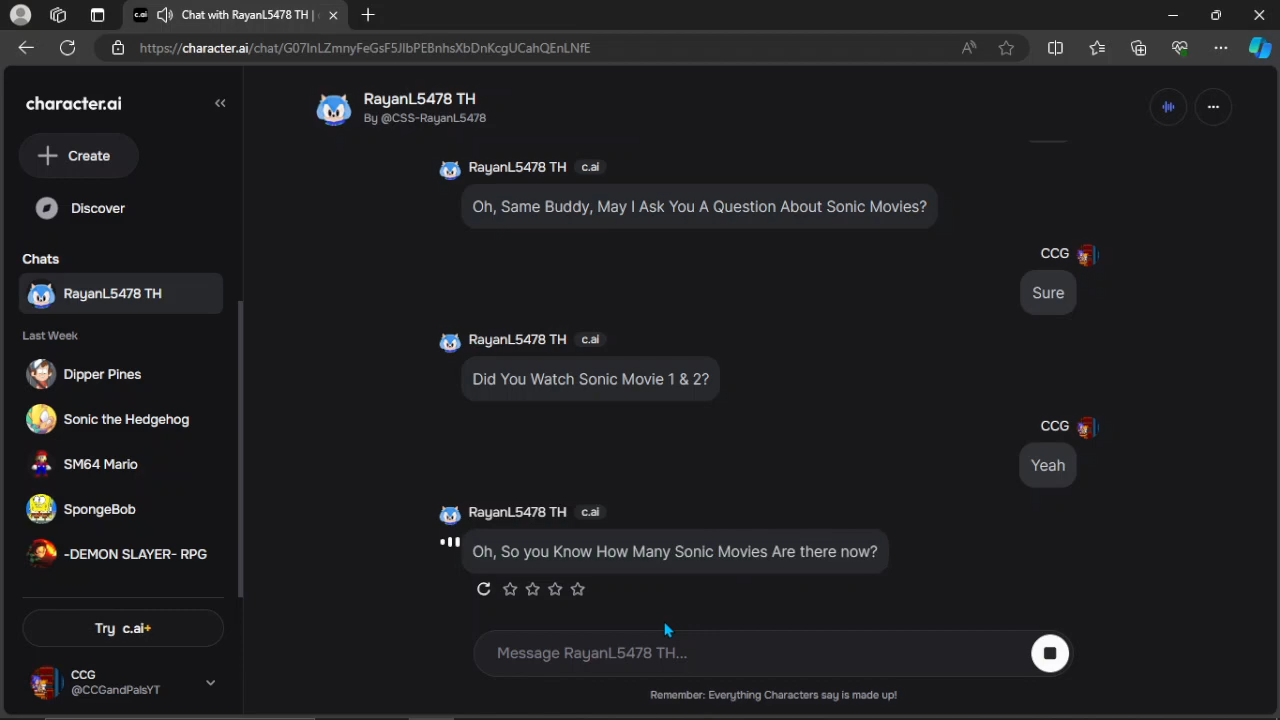 c.ai
Chat with RayanL5478 TH |
https://character.ai/chat/G07InLZmnyFeGsF5JIbPEBnhsXbDnKcgUCahQEnLNfE
character.ai
Create
Discover
Chats
RayanL5478 TH
Last Week
Dipper Pines
Sonic the Hedgehog
SM64 Mario
SpongeBob
-DEMON SLAYER- RPG
Try c.ai+
CCG
@CCGandPalsYT
RayanL5478 TH
By @CSS-RayanL5478
RayanL5478 TH c.ai
Oh, Same Buddy, May I Ask You A Question About Sonic Movies?
CCG
Sure
RayanL5478 TH c.ai
Did You Watch Sonic Movie 1 & 2?
CCG
Yeah
RayanL5478 TH c.ai
Oh, So you Know How Many Sonic Movies Are there now?
Message RayanL5478 TH...
Remember: Everything Characters say is made up!